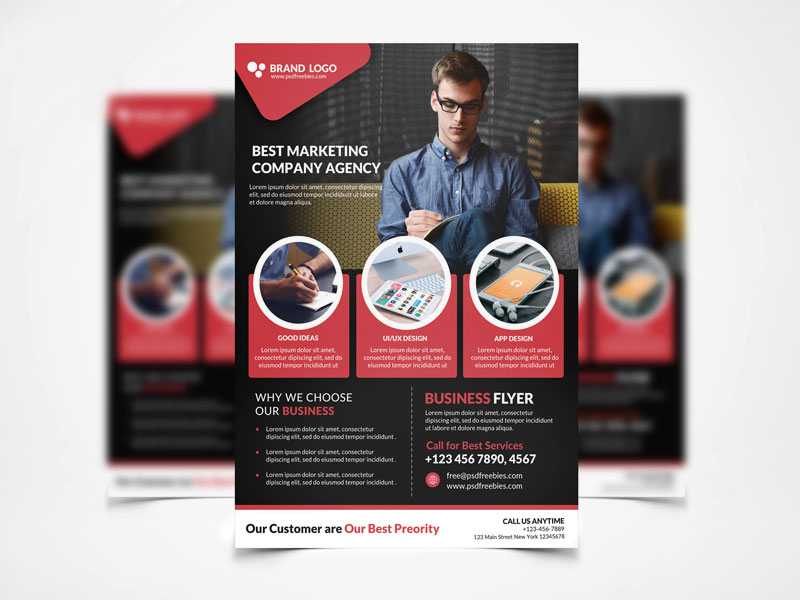 BRAND LOGO
www.psdfreebies.com
BEST MARKETING
COMPANY AGENCY
Lorem ipsum dolor sit amet, consectetur dipiscing
elit, sed do eiusmod tempor incididunt ut labore
et dolore magna aliqua.
GOOD IDEAS
Lorem ipsum dolor sit amet,
consectetur dipiscing elit, sed do
eiusmod tempor incididunt ut
UI/UX DESIGN
Lorem ipsum dolor sit amet,
consectetur dipiscing elit, sed do
eiusmod tempor incididunt ut
APP DESIGN
Lorem ipsum dolor sit amet,
consectetur dipiscing elit, sed do
eiusmod tempor incididunt ut
WHY WE CHOOSE
OUR BUSINESS
Lorem ipsum dolor sit amet, consectetur
dipiscing elit, sed do eiusmod tempor incididunt .
Lorem ipsum dolor sit amet, consectetur
dipiscing elit, sed do eiusmod tempor incididunt .
Lorem ipsum dolor sit amet, consectetur
dipiscing elit, sed do eiusmod tempor incididunt .
BUSINESS FLYER
Lorem ipsum dolor sit amet, consectetur
dipiscing elit, sed do eiusmod tempor
incididunt ut labore et dolore magna aliqua.
Call for Best Services
+123 456 7890, 4567
free@psdfreebies.com
www.psdfreebies.com
Our Customer are Our Best Preority
CALL US ANYTIME
+123-456-7889
123 Main Street New York 12345678